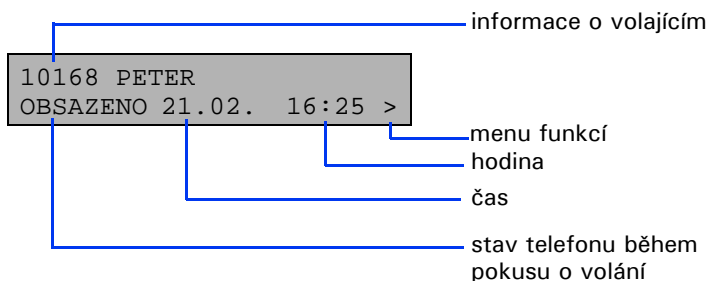 informace o volajícím
10168 PETER
OBSAZENO 21.02. 16:25 >
menu funkcí
hodina
čas
stav telefonu během
pokusu o volání